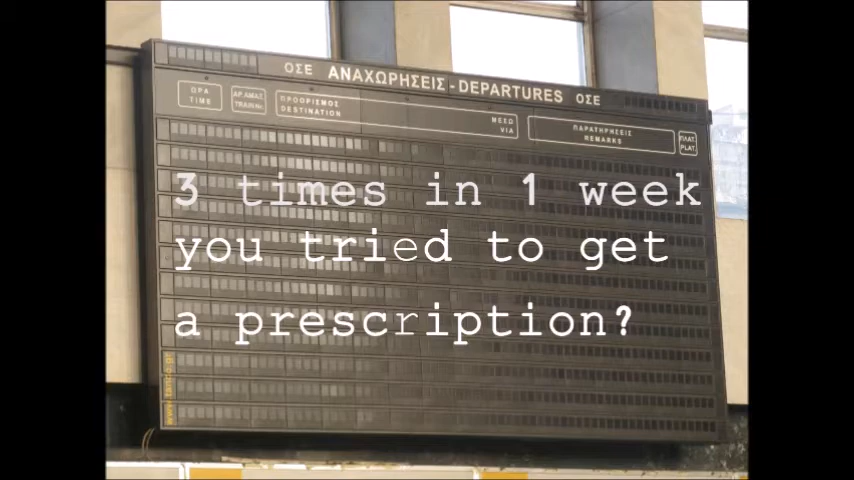 ΟΣΕ ΑΝΑΧΩΡΗΣΕΙΣ - DEPARTURES ΟΣΕ
ΩΡΑ
TIME
ΑΡ.ΑΜΑΞ.
TRAIN Nr.
ΠΡΟΟΡΙΣΜΟΣ
DESTINATION
ΜΕΣΩ
VIA
ΠΑΡΑΤΗΡΗΣΕΙΣ
REMARKS
ΠΛΑΤ.
PLAT.
3 times in 1 week
you tried to get
a prescription?